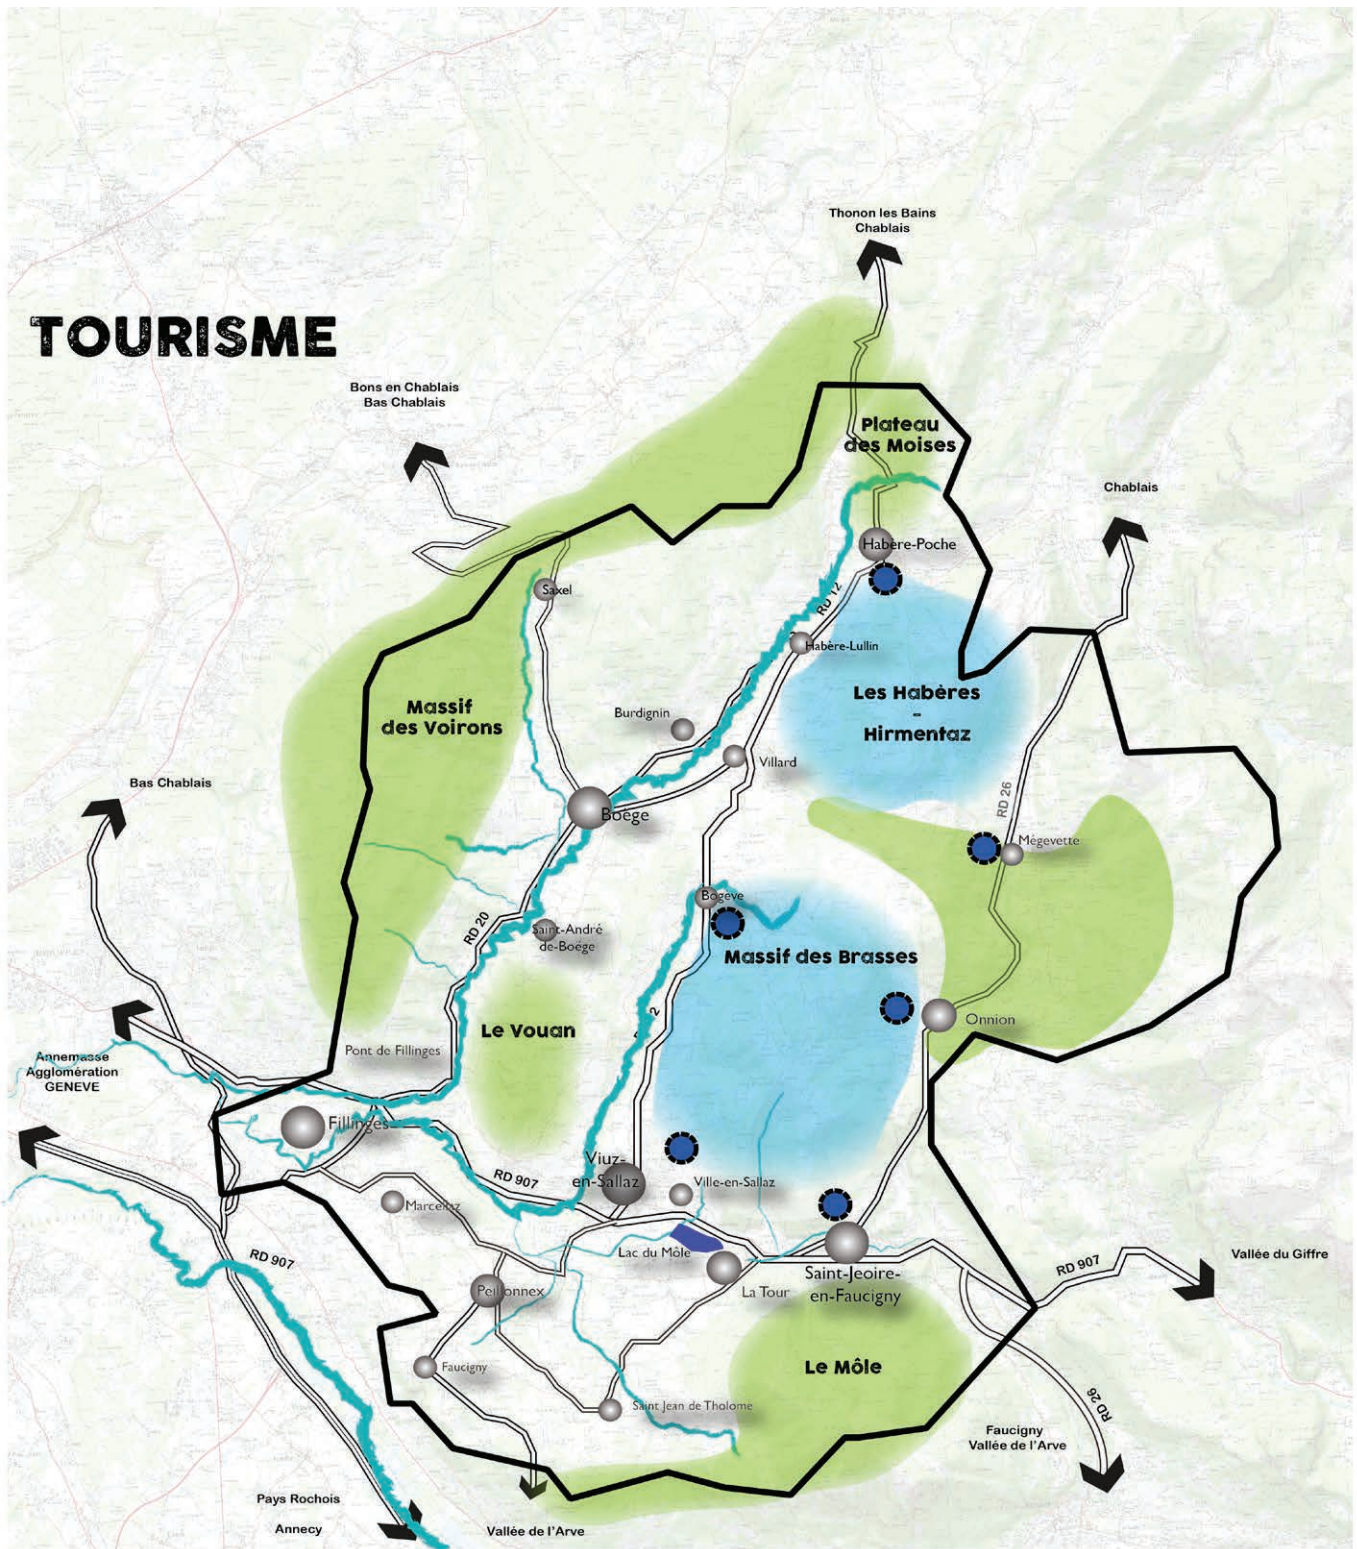 Thonon les Bains
Chablais
TOURISME
Bons en Chablais
Bas Chablais
Plateau
des Moises
Chablais
Habère-Poche
Saxel
RD 12
Habère-Lullin
Les Habères
-
Hirmentaz
Massif
des Voirons
Burdignin
Villard
Bas Chablais
RD 26
Boëge
Mégevette
Bogève
RD 20
Saint-André
de-Boëge
Massif des Brasses
Le Vouan
Onnion
Pont de Fillinges
Annemasse
Agglomération
GENEVE
Fillinges
Viuz-
en-Sallaz
RD 907
Ville-en-Sallaz
Marcellaz
Lac du Môle
RD 907
Vallée du Giffre
RD 907
Saint-Jeoire-
en-Faucigny
La Tour
Peillonnex
Faucigny
Le Môle
Saint Jean de Tholome
RD 26
Faucigny
Vallée de l'Arve
Pays Rochois
Annecy
Vallée de l'Arve